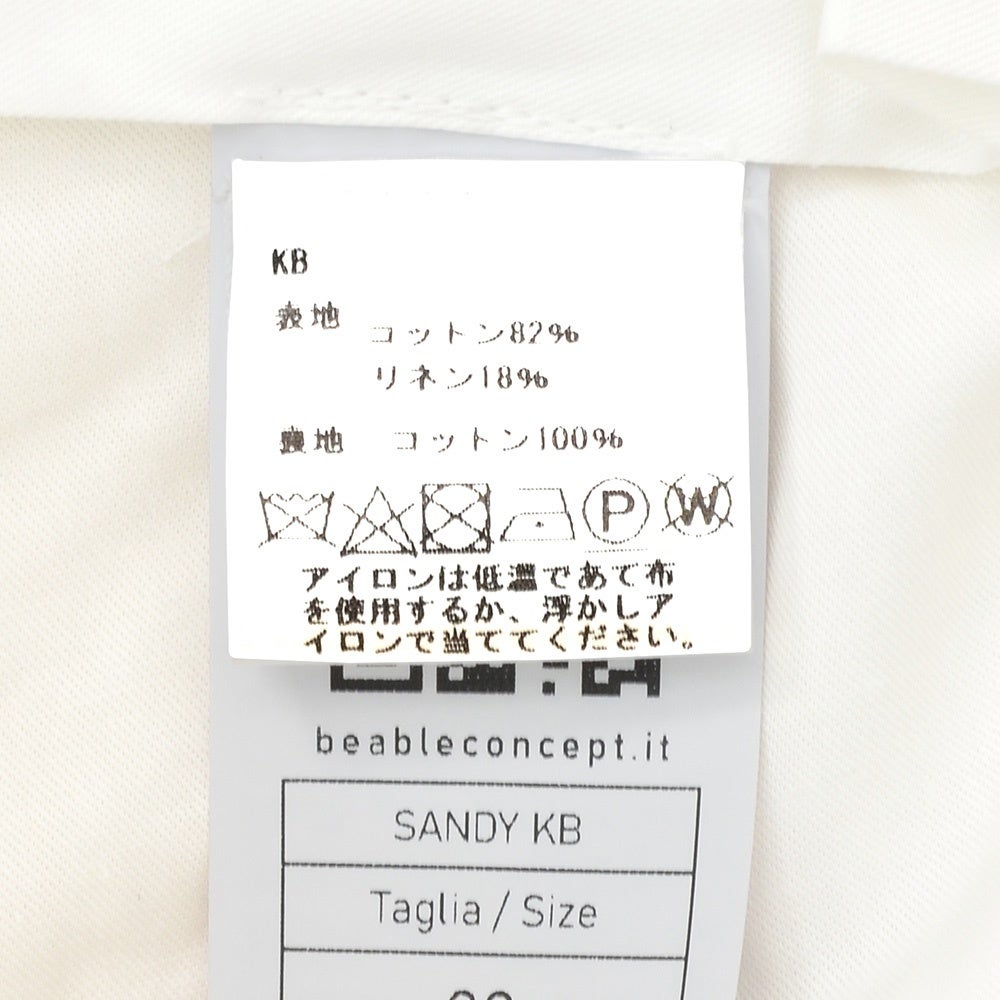 KB
表地 コットン82%
リネン18%
裏地 コットン100%
P W
アイロンは低温であて布
を使用するか、浮かしア
イロンで当ててください。
beableconcept.it
SANDY KB
Taglia / Size